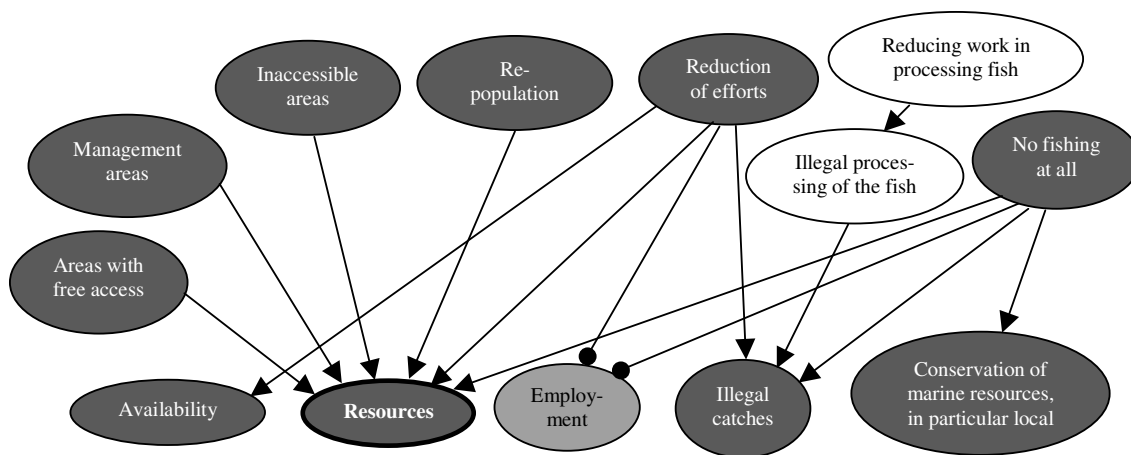 Reducing work in
processing fish
Inaccessible
areas
Re-
population
Reduction
of efforts
Management
areas
Illegal proces-
sing of the fish
No fishing
at all
Areas with
free access
Availability
Resources
Employ-
ment
Illegal
catches
Conservation of
marine resources,
in particular local